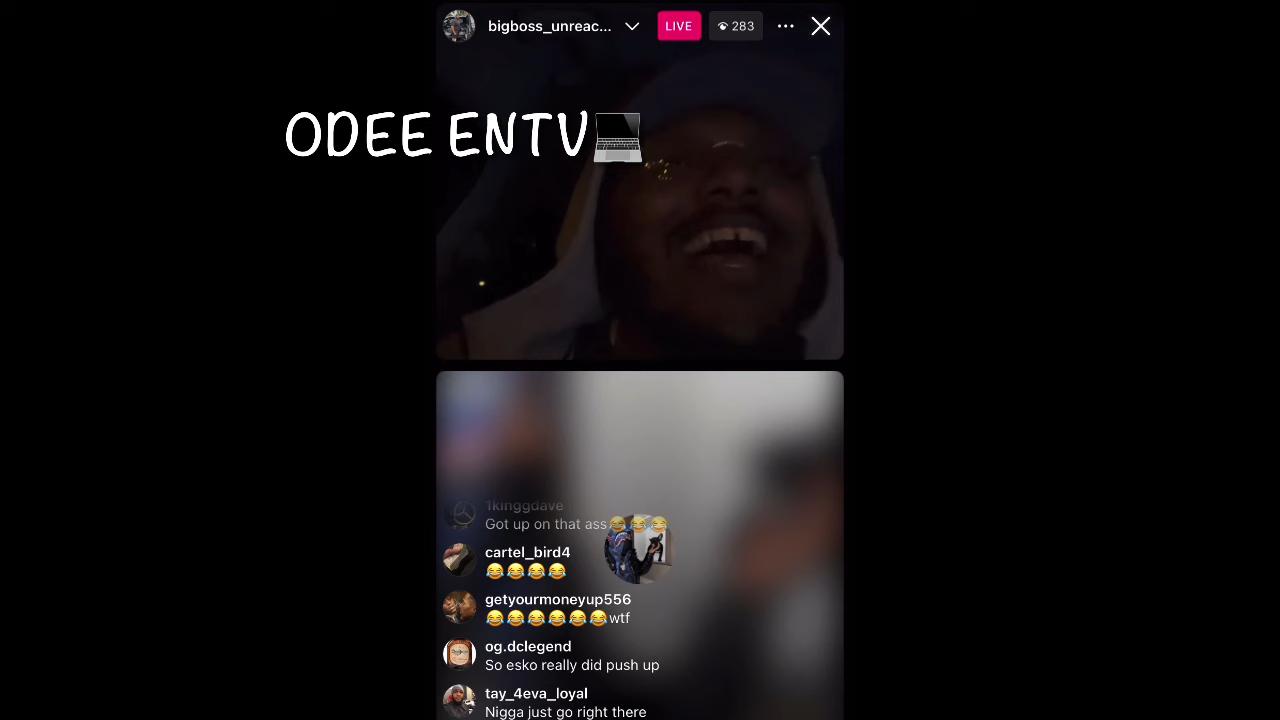 bigboss_unreac... LIVE 283
ODEE ENTV
1kinggdave
Got up on that ass😂😂😂
cartel_bird4
😂😂😂😂
getyourmoneyup556
😂😂😂😂😂😂wtf
og.dclegend
So esko really did push up
tay_4eva_loyal
Nigga just go right there